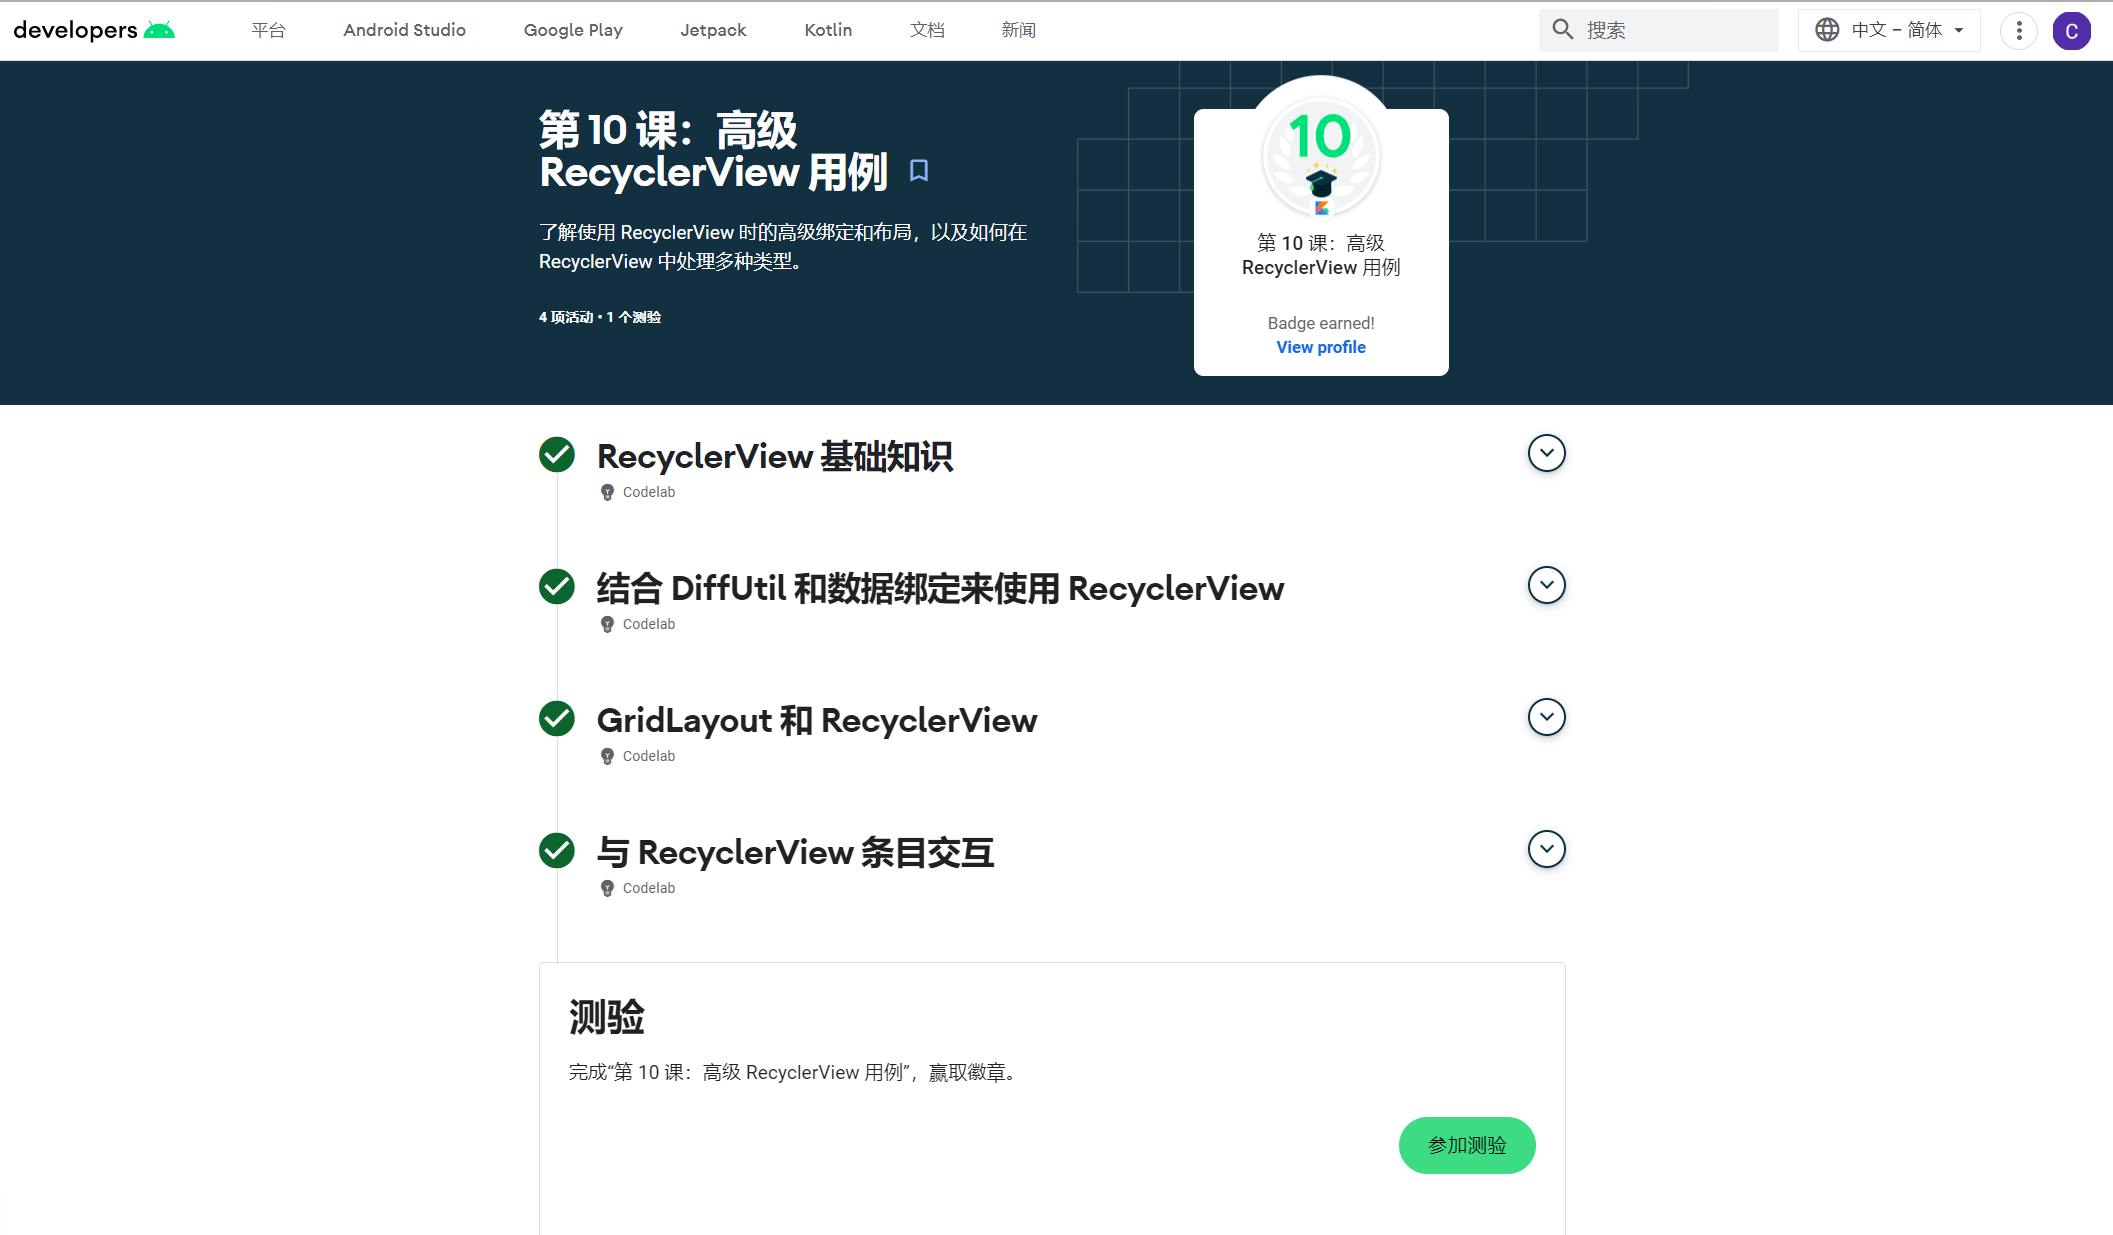 developers
平台
Android Studio
Google Play
Jetpack
Kotlin
文档
新闻
搜索
中文 – 简体
C
第 10 课：高级
RecyclerView 用例
了解使用 RecyclerView 时的高级绑定和布局，以及如何在
RecyclerView 中处理多种类型。
4 项活动 • 1 个测验
10
第 10 课：高级
RecyclerView 用例
Badge earned!
View profile
RecyclerView 基础知识
Codelab
结合 DiffUtil 和数据绑定来使用 RecyclerView
Codelab
GridLayout 和 RecyclerView
Codelab
与 RecyclerView 条目交互
Codelab
测验
完成“第 10 课：高级 RecyclerView 用例”，赢取徽章。
参加测验